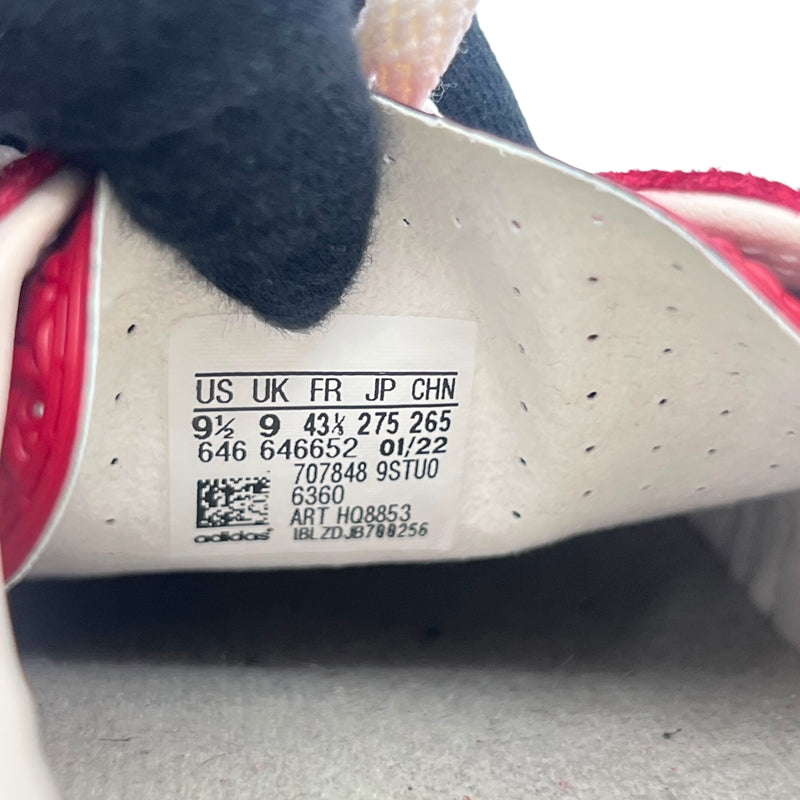 US UK FR JP CHN
9½ 9 43⅓ 275 265
646 646652 01/22
707848 9STU0
6360
ART HQ8853
adidas